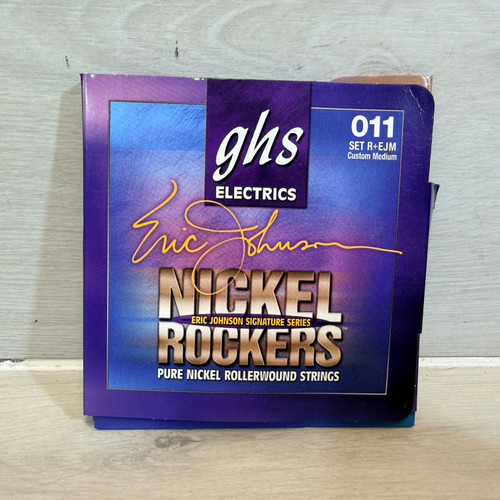 ghs
ELECTRICS
011
SET R+EJM
Custom Medium
Eric Johnson
NICKEL
ERIC JOHNSON SIGNATURE SERIES
ROCKERS
PURE NICKEL ROLLERWOUND STRINGS